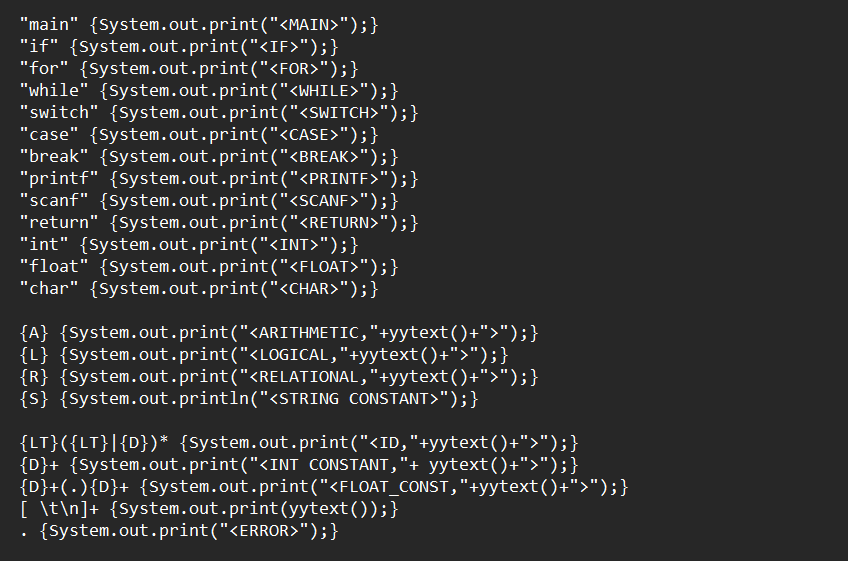 "main" {System.out.print("<MAIN>");}
"if" {System.out.print("<IF>");}
"for" {System.out.print("<FOR>");}
"while" {System.out.print("<WHILE>");}
"switch" {System.out.print("<SWITCH>");}
"case" {System.out.print("<CASE>");}
"break" {System.out.print("<BREAK>");}
"printf" {System.out.print("<PRINTF>");}
"scanf" {System.out.print("<SCANF>");}
"return" {System.out.print("<RETURN>");}
"int" {System.out.print("<INT>");}
"float" {System.out.print("<FLOAT>");}
"char" {System.out.print("<CHAR>");}

{A} {System.out.print("<ARITHMETIC,"+yytext()+">");}
{L} {System.out.print("<LOGICAL,"+yytext()+">");}
{R} {System.out.print("<RELATIONAL,"+yytext()+">");}
{S} {System.out.println("<STRING CONSTANT>");}

{LT}({LT}|{D})* {System.out.print("<ID,"+yytext()+">");}
{D}+ {System.out.print("<INT CONSTANT,"+ yytext()+">");}
{D}+(.){D}+ {System.out.print("<FLOAT_CONST,"+yytext()+">");}
[ \t\n]+ {System.out.print(yytext());}
. {System.out.print("<ERROR>");}